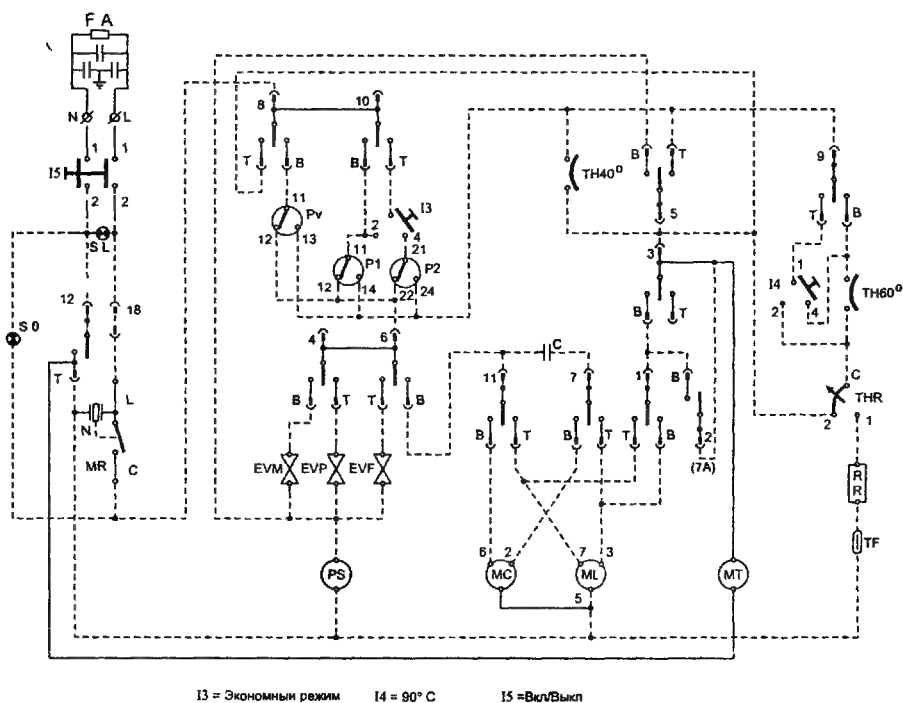 F A
N L
1 1
I5
2 2
S L
8 10
T B B T
I3
11 Pv
12 13
2 4
11 P1 21 P2
12 14 22 24
TH40º
B T
5
3
9
T B
1
I4
2 4
TH60º
12 18
S 0
T
L
N
MR C
4 6
B T T B
C
11 7 1 B
B T
B T B T T B
2
(7A)
C
THR
2 1
EVM EVP EVF
R
R
TF
6 2 7 3
PS MC ML MT
5
I3 = Экономный режим I4 = 90° С I5 =Вкл/Выкл